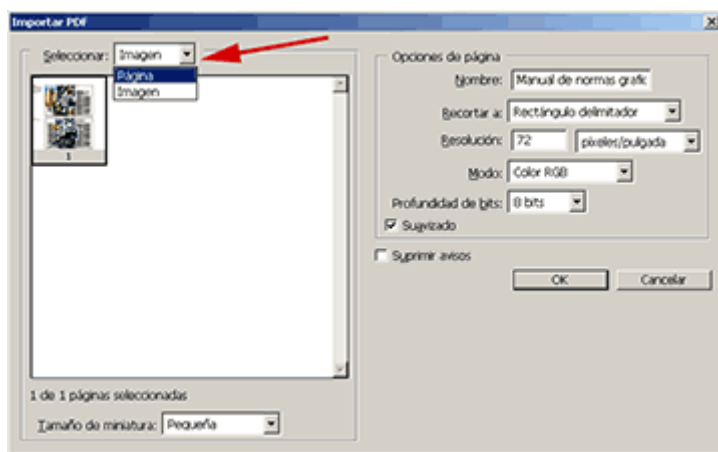 Importar PDF
Seleccionar: Imagen
Página
Imagen
1
1 de 1 páginas seleccionadas
Tamaño de miniatura: Pequeña
Opciones de página
Nombre: Manual de normas grafic
Recortar a: Rectángulo delimitador
Resolución: 72 píxeles/pulgada
Modo: Color RGB
Profundidad de bits: 8 bits
Suavizado
Suprimir avisos
OK Cancelar